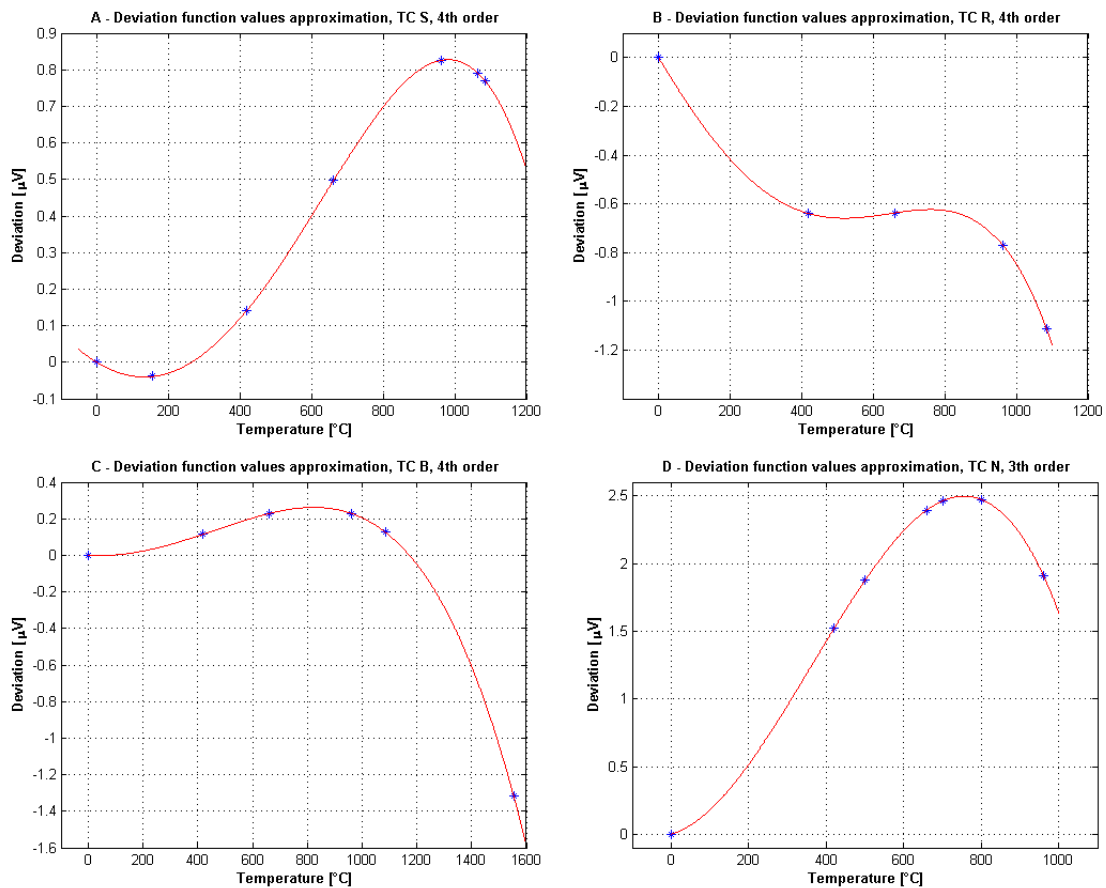 A - Deviation function values approximation, TC S, 4th order
0.9
0.8
0.7
0.6
0.5
0.4
0.3
0.2
0.1
0
-0.1
Deviation [µV]
0 200 400 600 800 1000 1200
Temperature [°C]
B - Deviation function values approximation, TC R, 4th order
0
-0.2
-0.4
-0.6
-0.8
-1
-1.2
Deviation [µV]
0 200 400 600 800 1000 1200
Temperature [°C]
C - Deviation function values approximation, TC B, 4th order
0.4
0.2
0
-0.2
-0.4
-0.6
-0.8
-1
-1.2
-1.4
-1.6
Deviation [µV]
0 200 400 600 800 1000 1200 1400 1600
Temperature [°C]
D - Deviation function values approximation, TC N, 3th order
2.5
2
1.5
1
0.5
0
Deviation [µV]
0 200 400 600 800 1000
Temperature [°C]